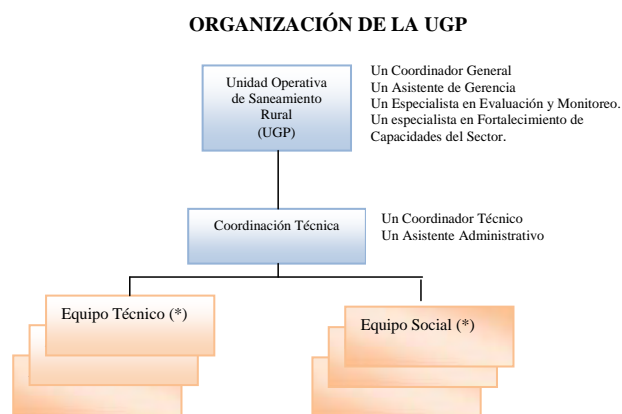 ORGANIZACIÓN DE LA UGP
Unidad Operativa
de Saneamiento
Rural
(UGP)
Un Coordinador General
Un Asistente de Gerencia
Un Especialista en Evaluación y Monitoreo.
Un especialista en Fortalecimiento de
Capacidades del Sector.
Coordinación Técnica
Un Coordinador Técnico
Un Asistente Administrativo
Equipo Técnico (*)
Equipo Social (*)